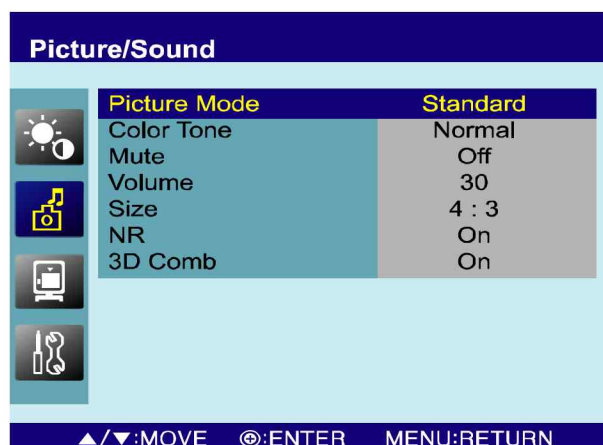 Picture/Sound
Picture Mode Standard
Color Tone Normal
Mute Off
Volume 30
Size 4 : 3
NR On
3D Comb On
▲/▼:MOVE ⊕:ENTER MENU:RETURN